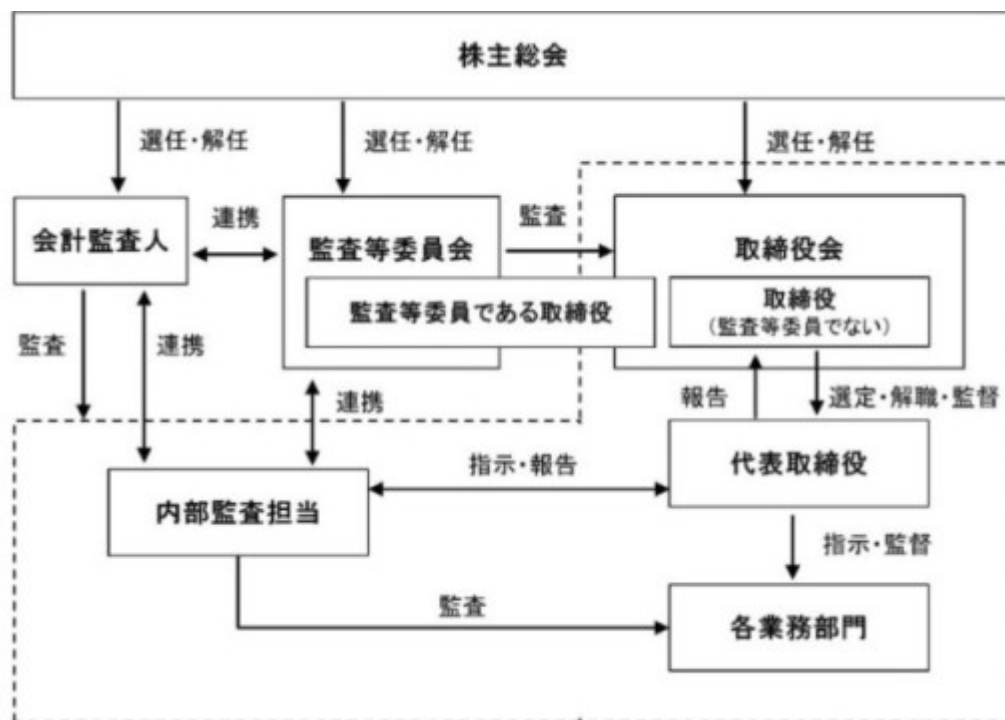 株主総会
選任・解任
選任・解任
選任・解任
会計監査人
連携
監査等委員会
監査
取締役会
監査等委員である取締役
取締役
（監査等委員でない）
監査
連携
連携
報告
選定・解職・監督
内部監査担当
指示・報告
代表取締役
指示・監督
監査
各業務部門